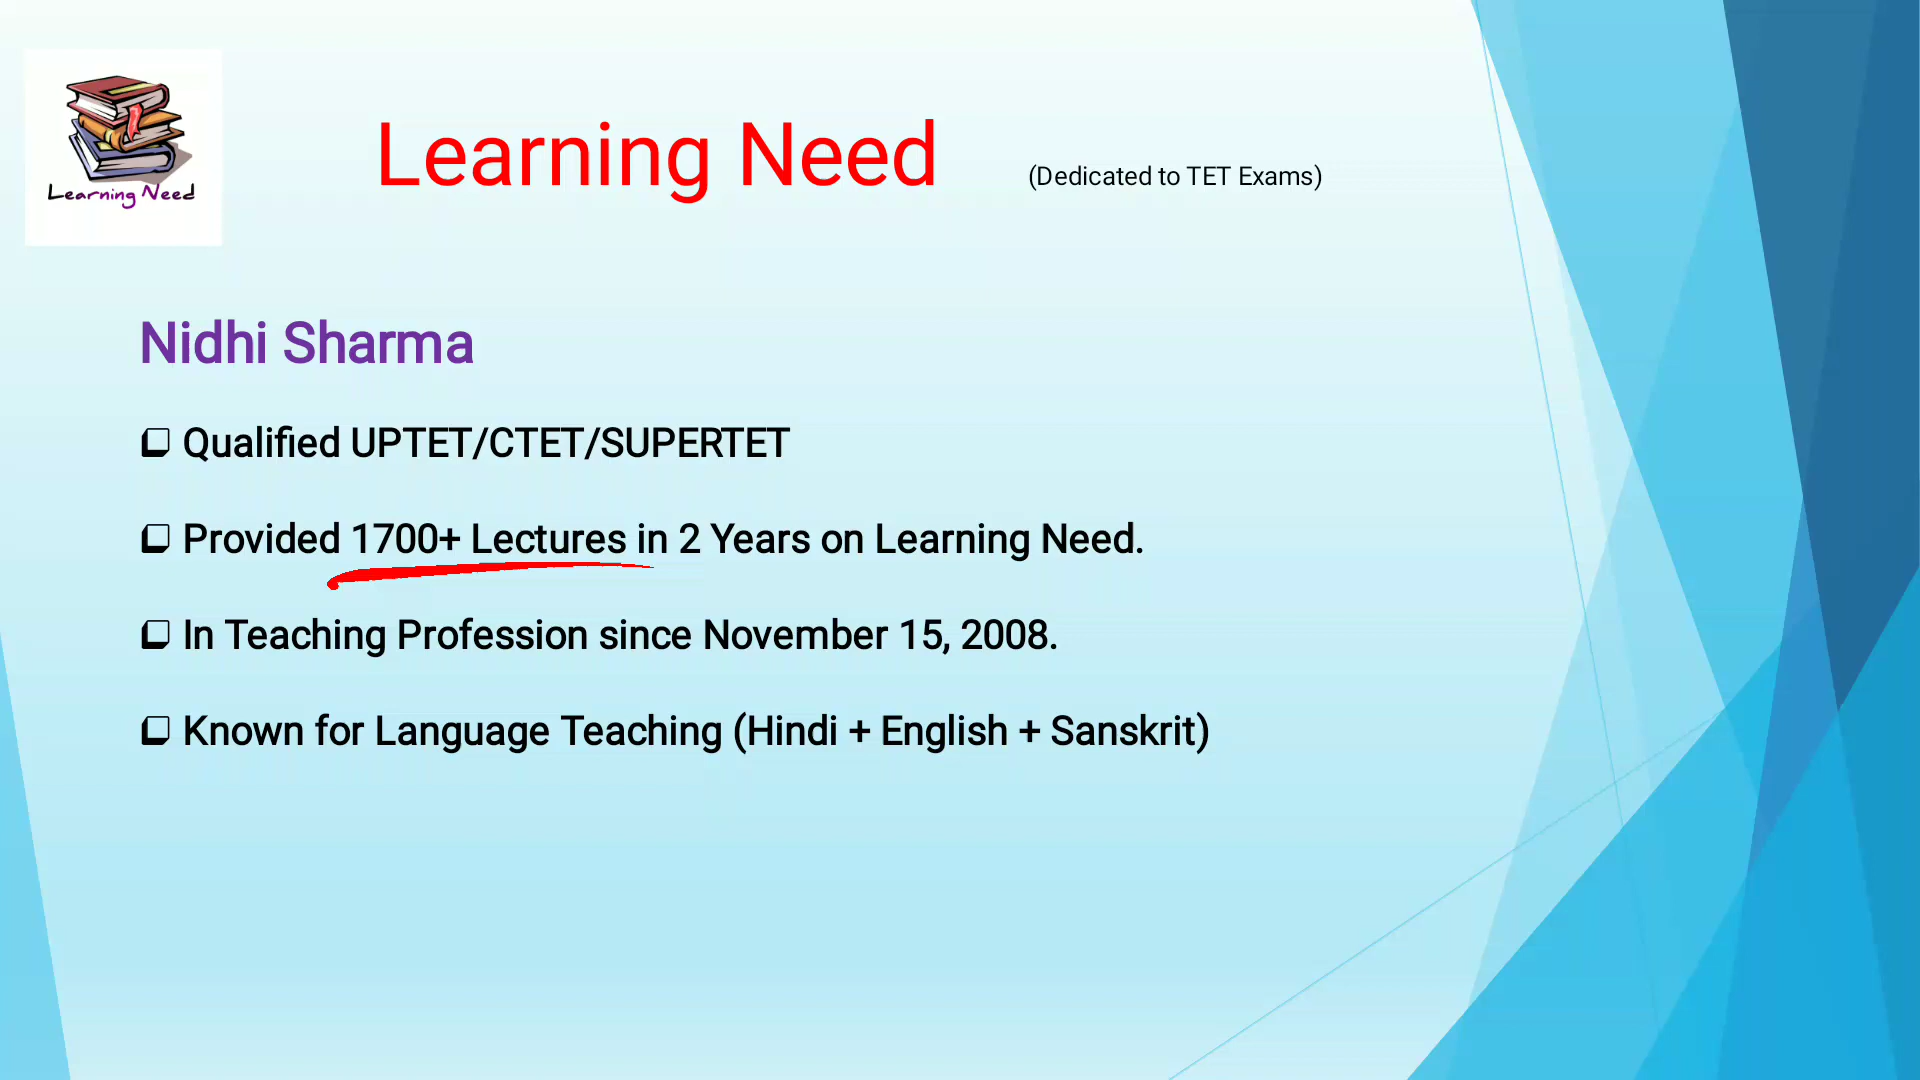 Learning Need
Learning Need (Dedicated to TET Exams)
Nidhi Sharma
Qualified UPTET/CTET/SUPERTET
Provided 1700+ Lectures in 2 Years on Learning Need.
In Teaching Profession since November 15, 2008.
Known for Language Teaching (Hindi + English + Sanskrit)